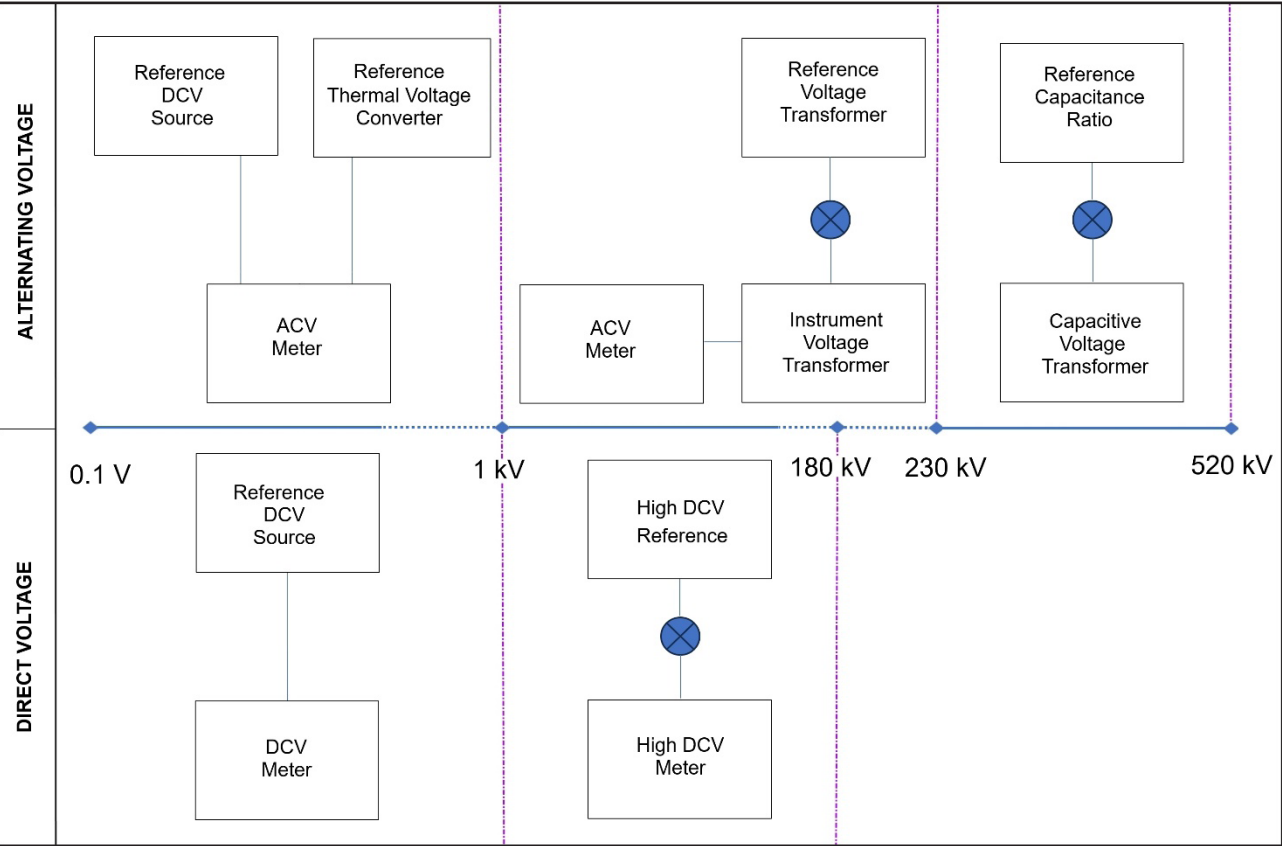 ALTERNATING VOLTAGE
Reference
DCV
Source
Reference
Thermal Voltage
Converter
ACV
Meter
Reference
Voltage
Transformer
ACV
Meter
Instrument
Voltage
Transformer
Reference
Capacitance
Ratio
Capacitive
Voltage
Transformer
0.1 V
1 kV
180 kV
230 kV
520 kV
DIRECT VOLTAGE
Reference
DCV
Source
DCV
Meter
High DCV
Reference
High DCV
Meter